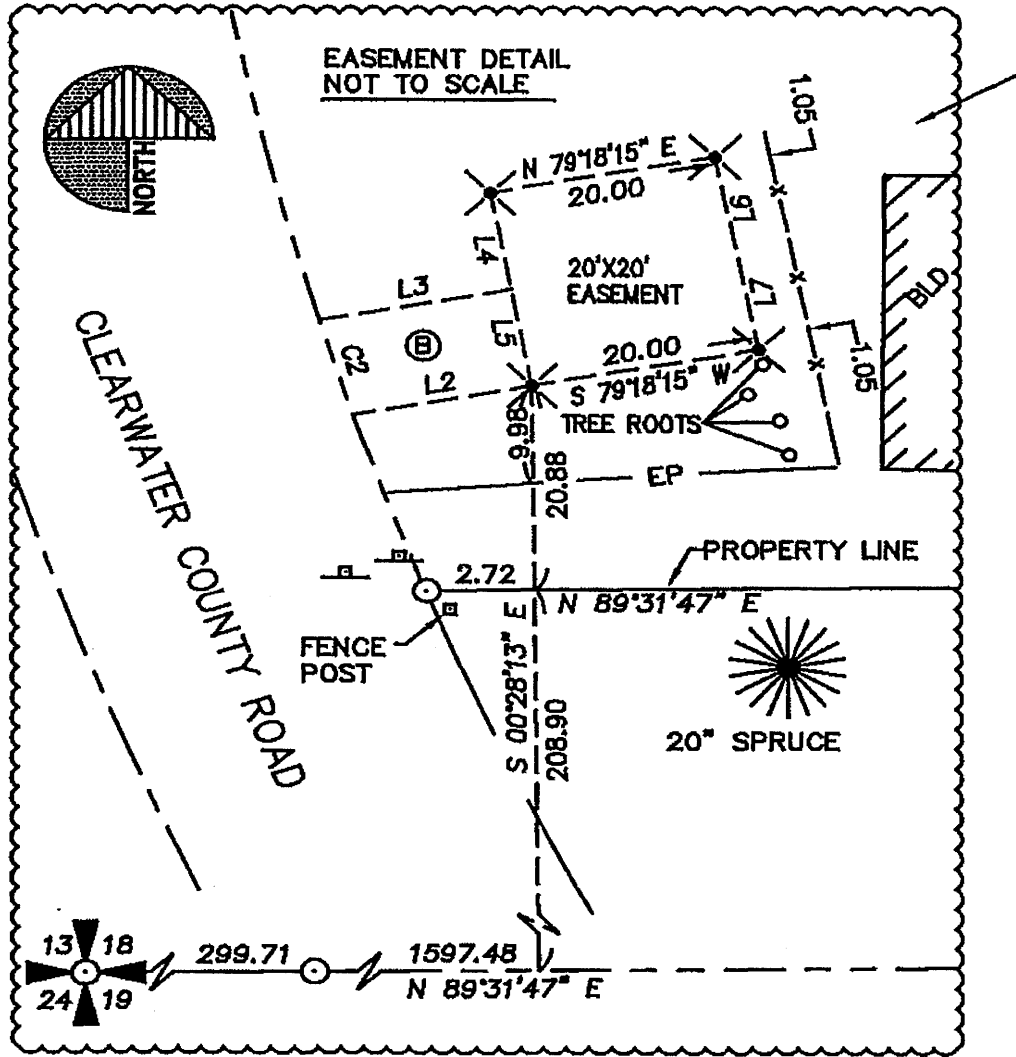 EASEMENT DETAIL
NOT TO SCALE
NORTH
1.05
N 79°18'15" E
20.00
L4
L6
L3
20'X20'
EASEMENT
L7
BLD
L5
C2
B
L2
20.00
S 79°18'15" W
1.05
TREE ROOTS
9.98
20.88
EP
CLEARWATER COUNTY ROAD
PROPERTY LINE
2.72
N 89°31'47" E
FENCE
POST
S 00°28'13" E
208.90
20" SPRUCE
13 18
24 19
299.71
1597.48
N 89°31'47" E